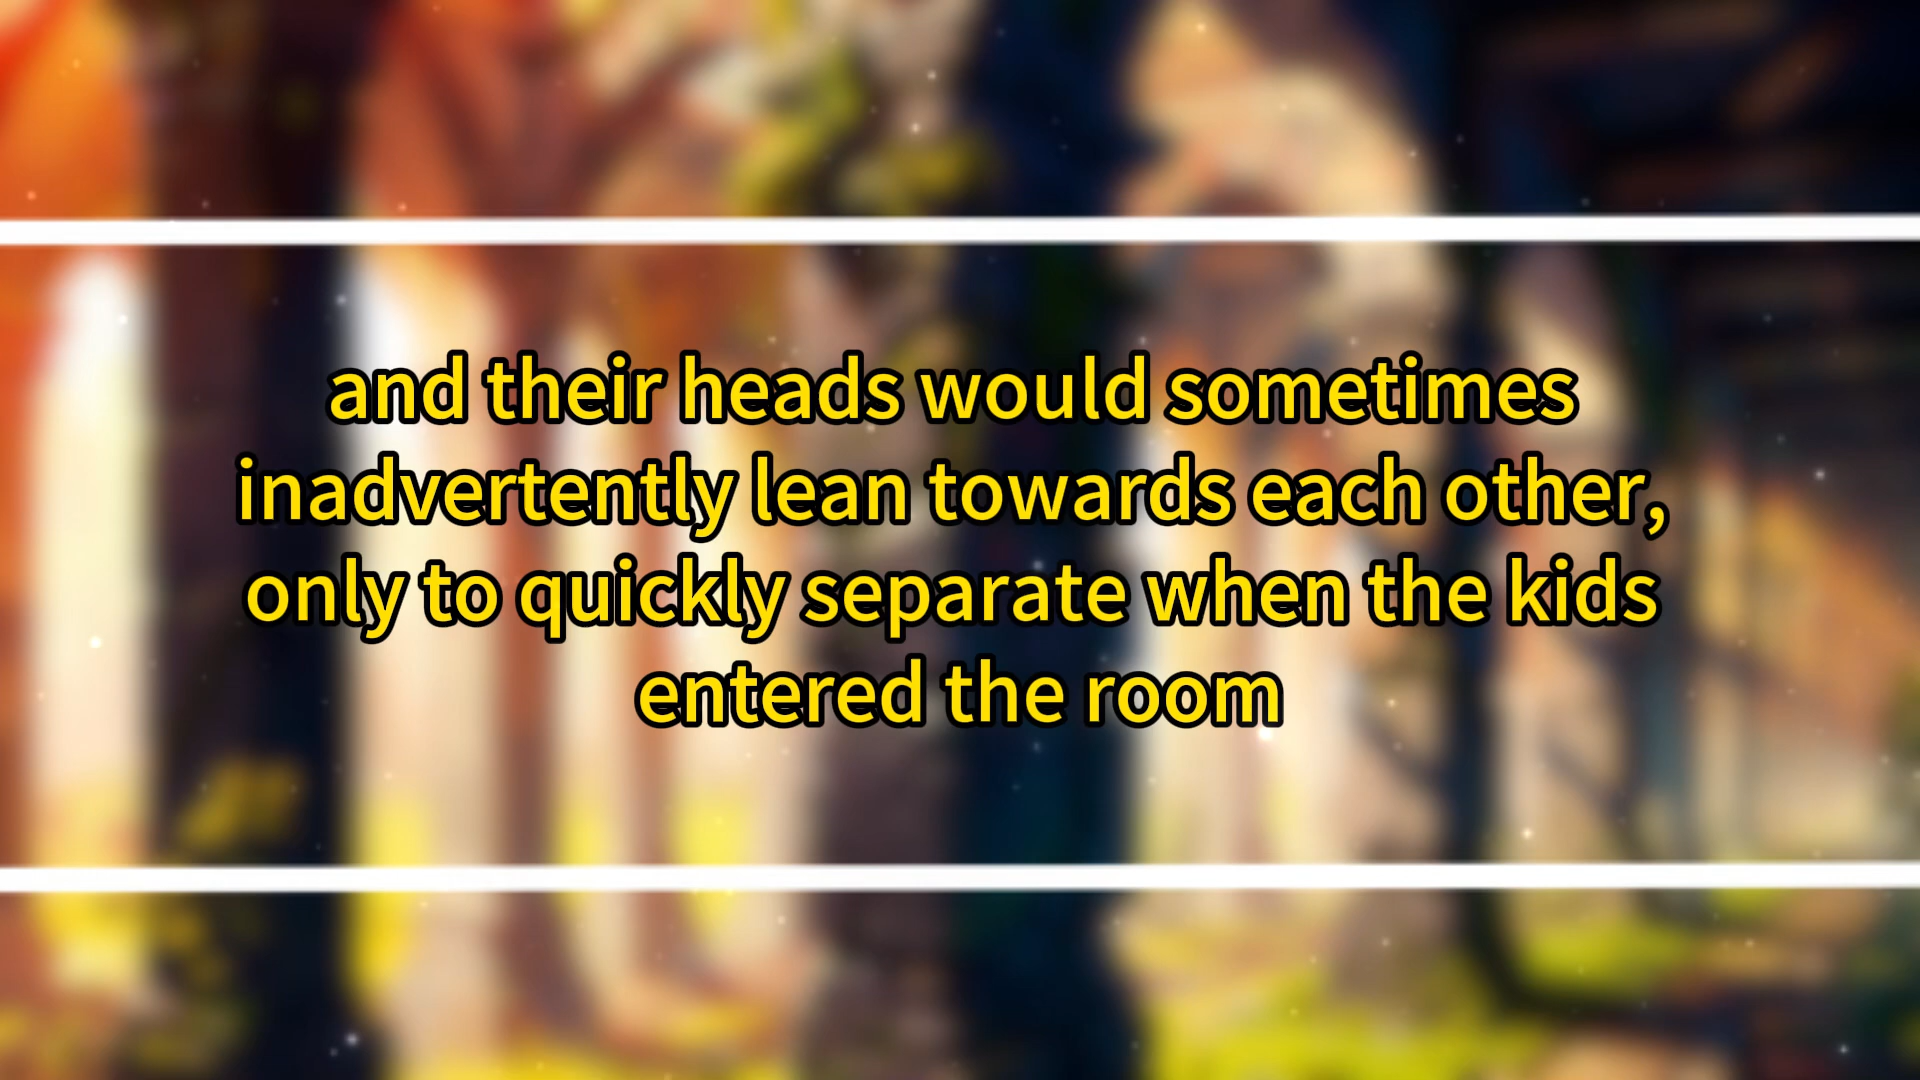 and their heads would sometimes
inadvertently lean towards each other,
only to quickly separate when the kids
entered the room